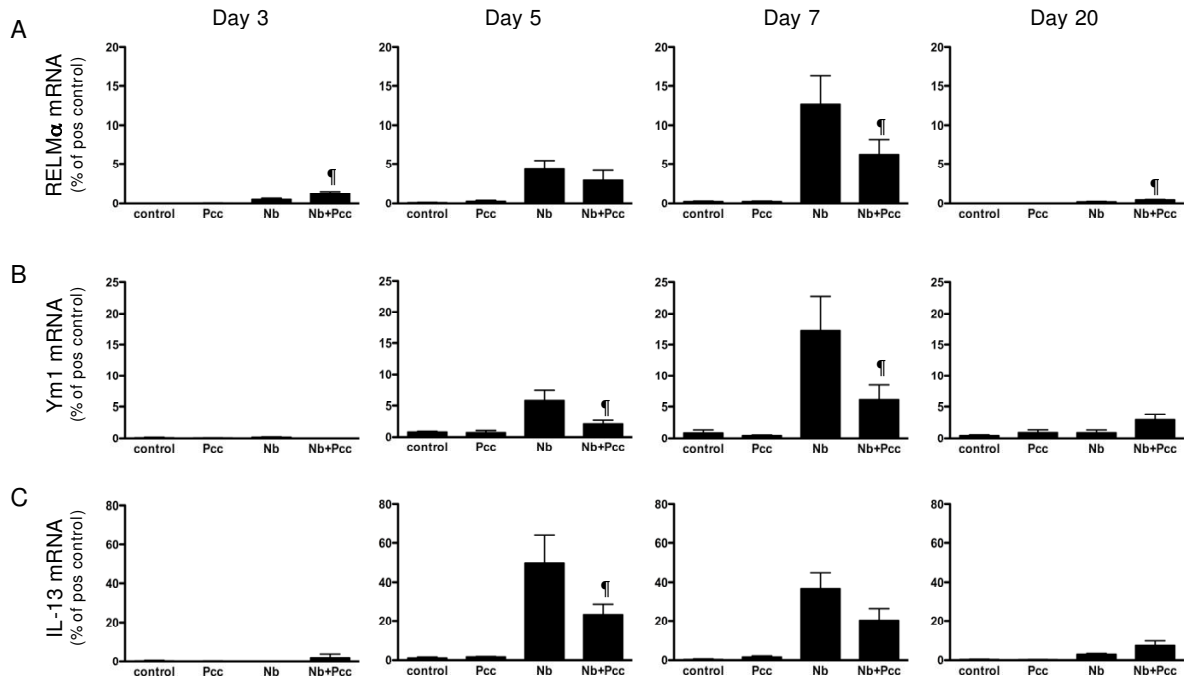 Day 3 Day 5 Day 7 Day 20
A
RELMα mRNA
(% of pos control)
20 20 20 20
15 15 15 15
10 10 10 10
5 5 5 5
0 0 0 0
¶ ¶ ¶
control Pcc Nb Nb+Pcc control Pcc Nb Nb+Pcc control Pcc Nb Nb+Pcc control Pcc Nb Nb+Pcc
B
Ym1 mRNA
(% of pos control)
25 25 25 25
20 20 20 20
15 15 15 15
10 10 10 10
5 5 5 5
0 0 0 0
¶ ¶
control Pcc Nb Nb+Pcc control Pcc Nb Nb+Pcc control Pcc Nb Nb+Pcc control Pcc Nb Nb+Pcc
C
IL-13 mRNA
(% of pos control)
80 80 80 80
60 60 60 60
40 40 40 40
20 20 20 20
0 0 0 0
¶
control Pcc Nb Nb+Pcc control Pcc Nb Nb+Pcc control Pcc Nb Nb+Pcc control Pcc Nb Nb+Pcc